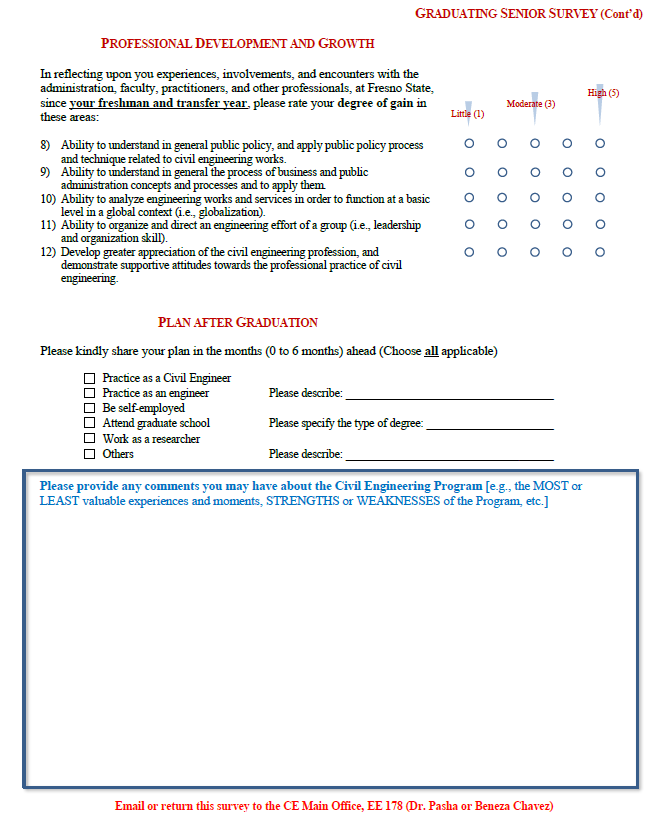 GRADUATING SENIOR SURVEY (Cont’d)
PROFESSIONAL DEVELOPMENT AND GROWTH
In reflecting upon you experiences, involvements, and encounters with the
administration, faculty, practitioners, and other professionals, at Fresno State,
since your freshman and transfer year, please rate your degree of gain in
these areas:
Little (1)
Moderate (3)
High (5)
8) Ability to understand in general public policy, and apply public policy process
and technique related to civil engineering works.
9) Ability to understand in general the process of business and public
administration concepts and processes and to apply them.
10) Ability to analyze engineering works and services in order to function at a basic
level in a global context (i.e., globalization).
11) Ability to organize and direct an engineering effort of a group (i.e., leadership
and organization skill).
12) Develop greater appreciation of the civil engineering profession, and
demonstrate supportive attitudes towards the professional practice of civil
engineering.
PLAN AFTER GRADUATION
Please kindly share your plan in the months (0 to 6 months) ahead (Choose all applicable)
Practice as a Civil Engineer
Practice as an engineer Please describe:
Be self-employed
Attend graduate school Please specify the type of degree:
Work as a researcher
Others Please describe:
Please provide any comments you may have about the Civil Engineering Program [e.g., the MOST or
LEAST valuable experiences and moments, STRENGTHS or WEAKNESSES of the Program, etc.]
Email or return this survey to the CE Main Office, EE 178 (Dr. Pasha or Beneza Chavez)